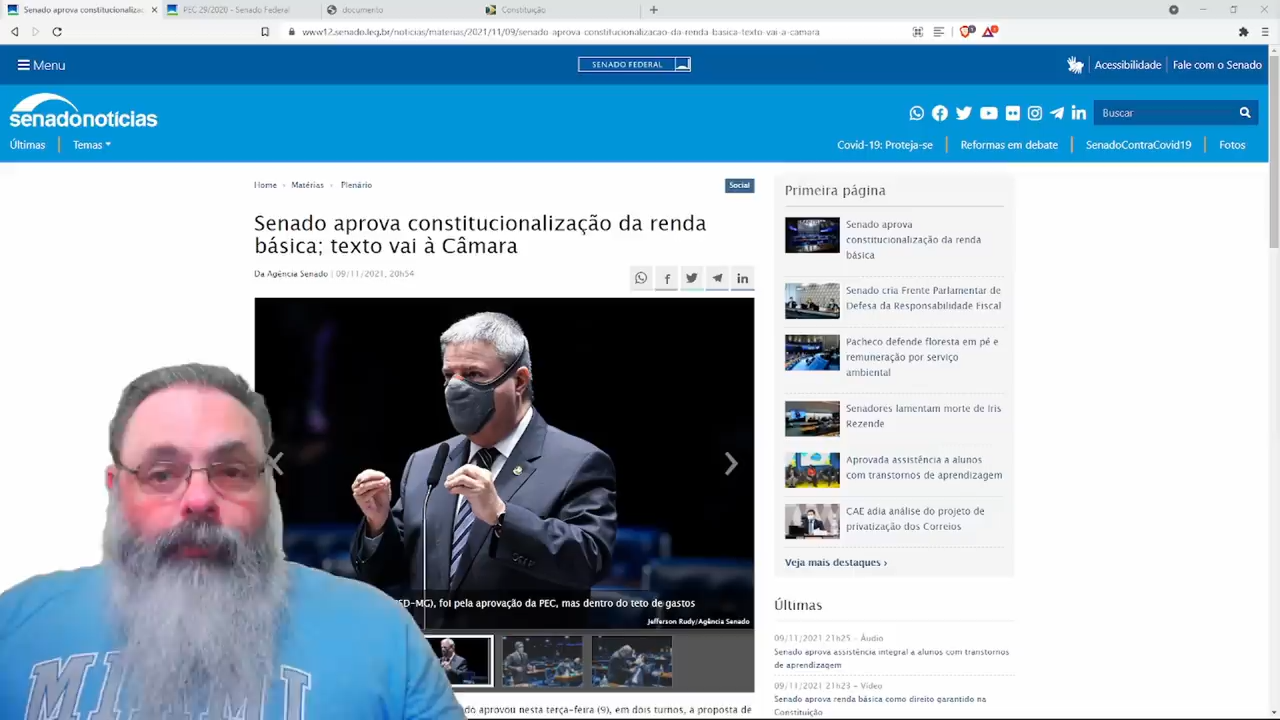 Senado aprova constitucionalizaç
PEC 29/2020 - Senado Federal
documento
Constituição
www12.senado.leg.br/noticias/materias/2021/11/09/senado-aprova-constitucionalizacao-da-renda-basica-texto-vai-a-camara
Menu
SENADO FEDERAL
Acessibilidade
Fale com o Senado
senadonotícias
Buscar
Últimas
Temas
Covid-19: Proteja-se
Reformas em debate
SenadoContraCovid19
Fotos
Home
Matérias
Plenário
Social
Senado aprova constitucionalização da renda
básica; texto vai à Câmara
Da Agência Senado | 09/11/2021, 20h54
SD-MG), foi pela aprovação da PEC, mas dentro do teto de gastos
Jefferson Rudy/Agência Senado
do aprovou nesta terça-feira (9), em dois turnos, a proposta de
Primeira página
Senado aprova
constitucionalização da renda
básica
Senado cria Frente Parlamentar de
Defesa da Responsabilidade Fiscal
Pacheco defende floresta em pé e
remuneração por serviço
ambiental
Senadores lamentam morte de Iris
Rezende
Aprovada assistência a alunos
com transtornos de aprendizagem
CAE adia análise do projeto de
privatização dos Correios
Veja mais destaques ›
Últimas
09/11/2021 21h25 - Áudio
Senado aprova assistência integral a alunos com transtornos
de aprendizagem
09/11/2021 21h23 - Vídeo
Senado aprova renda básica como direito garantido na
Constituição